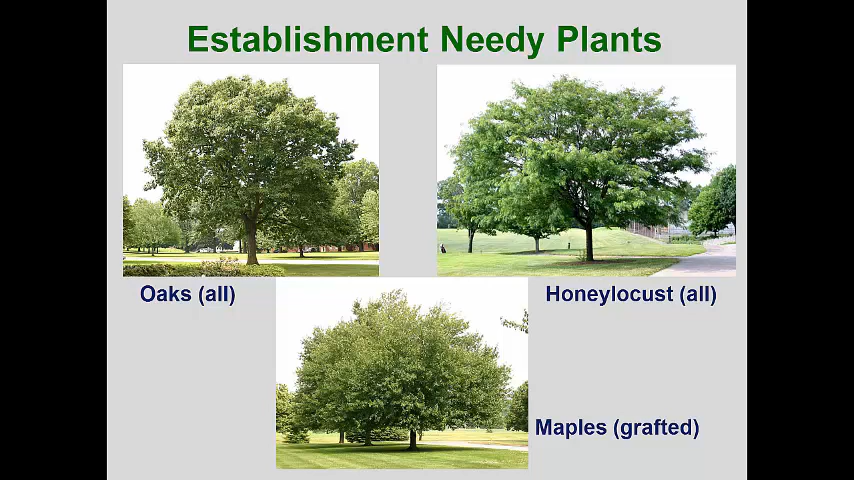 Establishment Needy Plants
Oaks (all)
Honeylocust (all)
Maples (grafted)